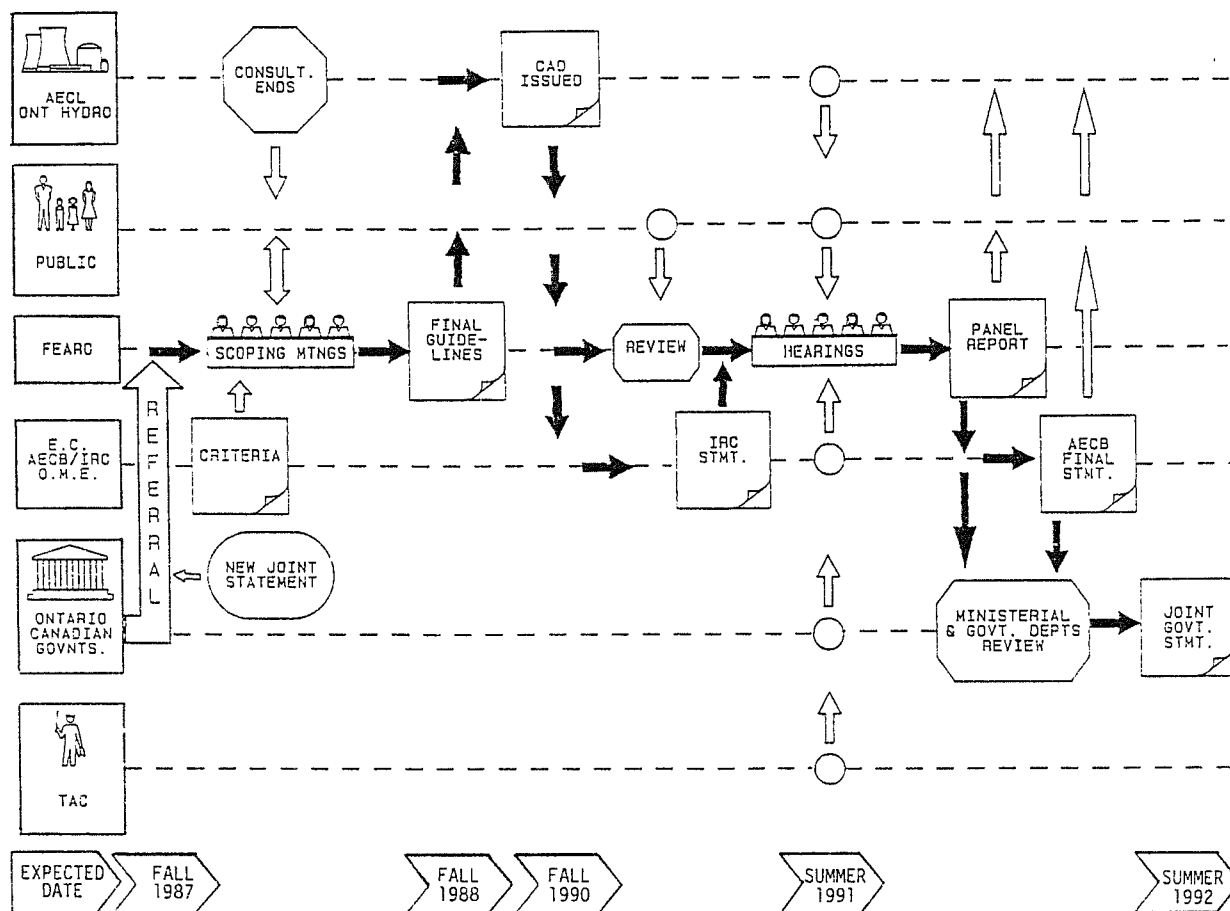 AECL
ONT HYDRO
CONSULT.
ENDS
CAD
ISSUED
PUBLIC
FEARO
SCOPING MTNGS
FINAL
GUIDE-
LINES
REVIEW
HEARINGS
PANEL
REPORT
E.C.
AECB/IRC
O.M.E.
REFERRAL
CRITERIA
IRC
STMT.
AECB
FINAL
STMT.
ONTARIO
CANADIAN
GOVNTS.
NEW JOINT
STATEMENT
MINISTERIAL
& GOVT. DEPTS
REVIEW
JOINT
GOVT.
STMT.
TAC
EXPECTED
DATE
FALL
1987
FALL
1988
FALL
1990
SUMMER
1991
SUMMER
1992